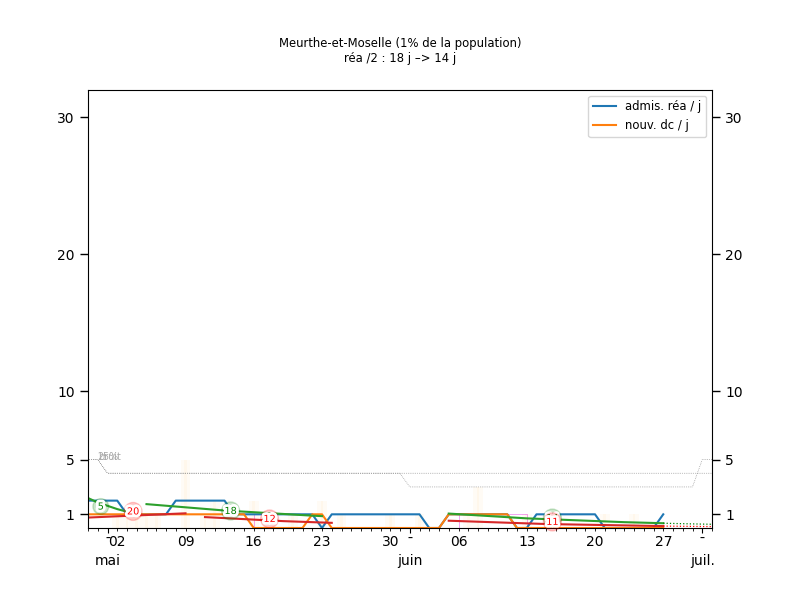 Meurthe-et-Moselle (1% de la population)
réa /2 : 18 j –> 14 j
admis. réa / j
nouv. dc / j
30
30
20
20
10
10
5
5
1
1
5
20
18
12
11
- 02 09 16 23 30 - 06 13 20 27 -
mai juin juil.